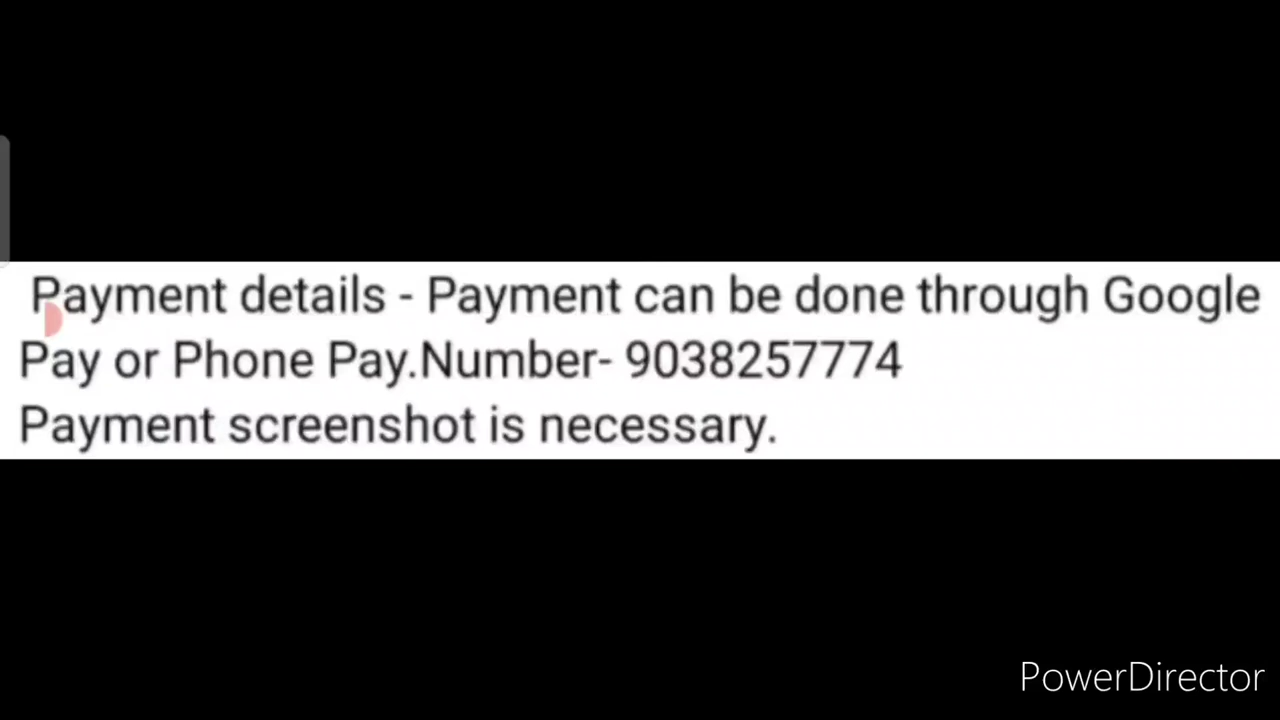 Payment details - Payment can be done through Google
Pay or Phone Pay.Number- 9038257774
Payment screenshot is necessary.
PowerDirector